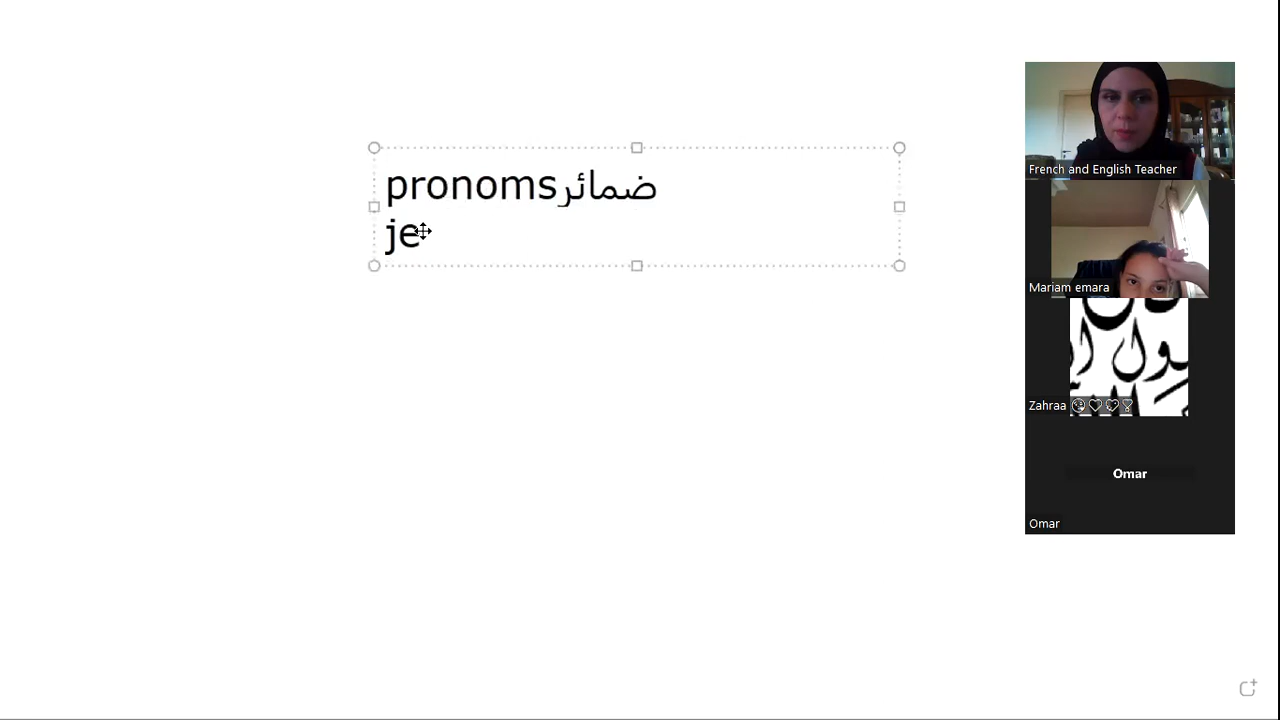 pronoms ضمائر
je
French and English Teacher
Mariam emara
Zahraa
Omar
Omar